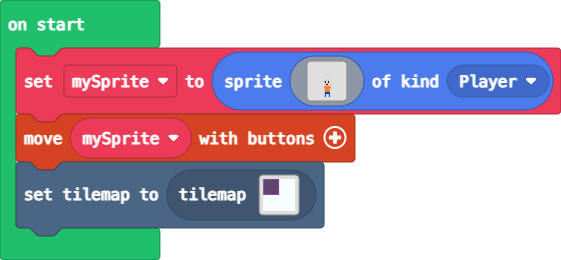 on start
set mySprite to sprite of kind Player
move mySprite with buttons
set tilemap to tilemap